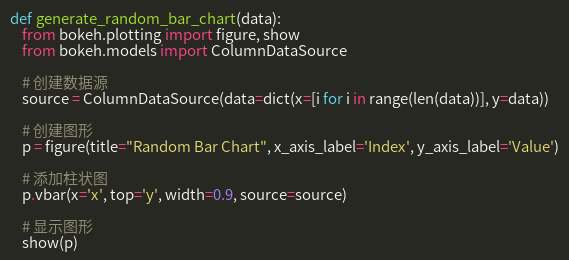 def generate_random_bar_chart(data):
    from bokeh.plotting import figure, show
    from bokeh.models import ColumnDataSource

    # 创建数据源
    source = ColumnDataSource(data=dict(x=[i for i in range(len(data))], y=data))

    # 创建图形
    p = figure(title="Random Bar Chart", x_axis_label='Index', y_axis_label='Value')

    # 添加柱状图
    p.vbar(x='x', top='y', width=0.9, source=source)

    # 显示图形
    show(p)